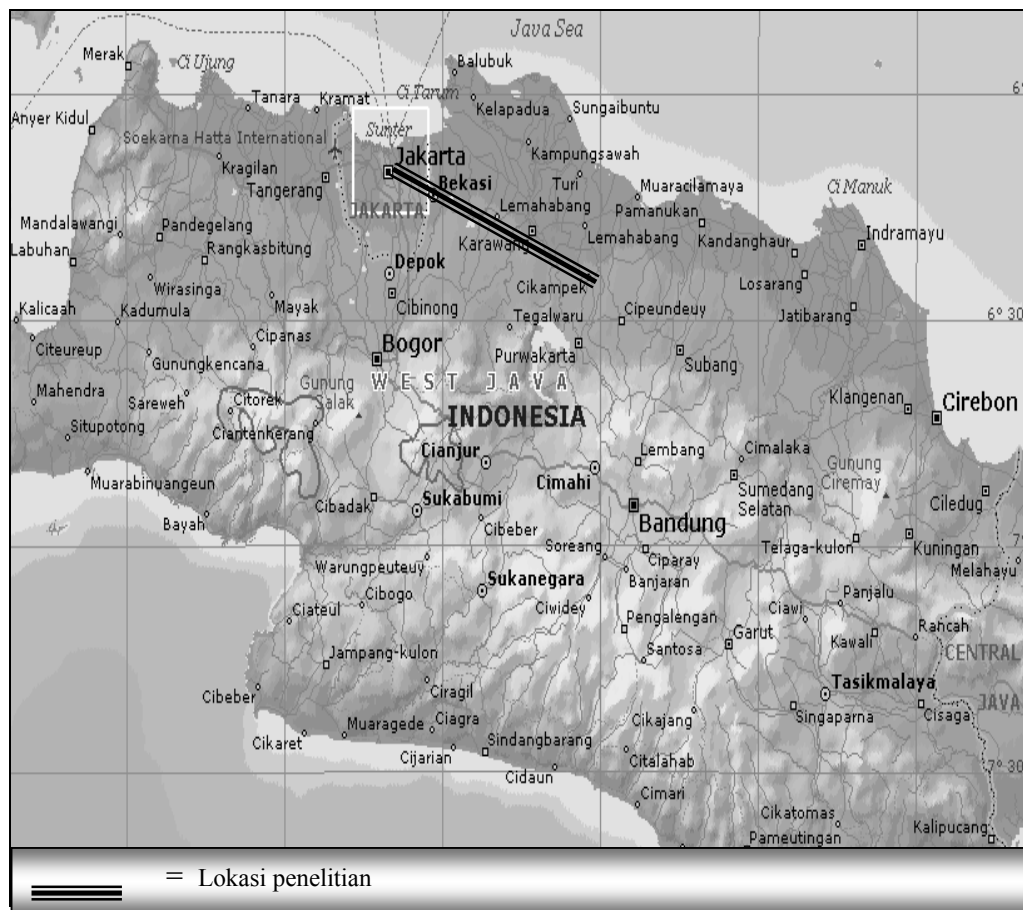 Java Sea
Merak
Ci Ujung
Balubuk
Ci Tarum
Tanara
Kramat
Kelapadua
Sungaibuntu
6°
Anyer Kidul
Soekarna Hatta International
Sunter
Kampungsawah
Kragilan
Jakarta
Tangerang
Bekasi
Turi
Muaracilamaya
Ci Manuk
JAKARTA
Lemahabang
Pamanukan
Mandalawangi
Pandegelang
Karawang
Lemahabang
Kandanghaur
Indramayu
Labuhan
Rangkasbitung
Depok
Wirasinga
Cikampek
Losarang
Kalicaah
Kadumula
Mayak
Cibinong
Tegalwaru
Cipeundeuy
Jatibarang
6° 30
Citeureup
Cipanas
Bogor
Purwakarta
Subang
Gunungkencana
WEST JAVA
Mahendra
Sareweh
Citorek
Gunung
Salak
INDONESIA
Klangenan
Cirebon
Situpotong
Ciantenkerang
Cianjur
Lembang
Cimalaka
Gunung
Ciremay
Muarabinuangeun
Cimahi
Sumedang
Selatan
Ciledug
Cibadak
Sukabumi
Bandung
Bayah
Cibeber
Soreang
Ciparay
Telaga-kulon
Kuningan
7°
Warungpeuteuy
Banjaran
Melahayu
Cibogo
Sukanegara
Ciateul
Ciwidey
Pengalengan
Ciawi
Panjalu
Garut
Kawali
Rancah
Jampang-kulon
Santosa
CENTRAL
JAVA
Cibeber
Ciragil
Tasikmalaya
Muaragede
Ciagra
Cikajang
Singaparna
Cisaga
Cikaret
Cijarian
Sindangbarang
Citalahab
Cidaun
7° 30
Cimari
Cikatomas
Pameutingan
Kalipucang
= Lokasi penelitian